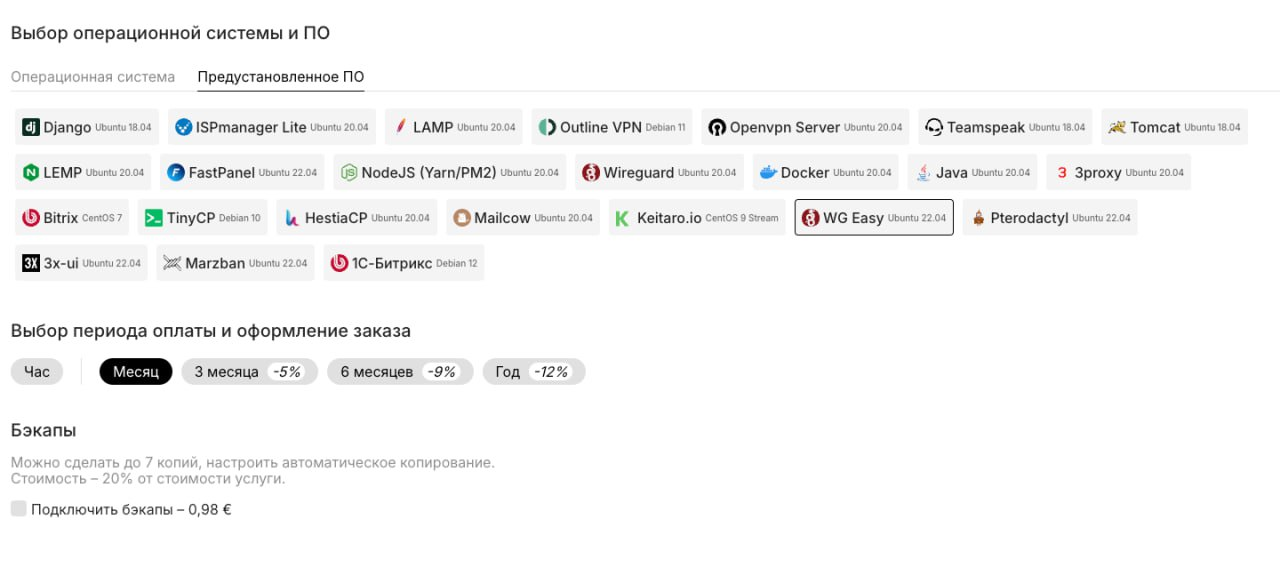 Выбор операционной системы и ПО
Операционная система Предустановленное ПО
dj Django Ubuntu 18.04 ISPmanager Lite Ubuntu 20.04 LAMP Ubuntu 20.04 Outline VPN Debian 11 Openvpn Server Ubuntu 20.04 Teamspeak Ubuntu 18.04 Tomcat Ubuntu 18.04
N LEMP Ubuntu 20.04 F FastPanel Ubuntu 22.04 JS NodeJS (Yarn/PM2) Ubuntu 20.04 Wireguard Ubuntu 20.04 Docker Ubuntu 20.04 Java Ubuntu 20.04 3 3proxy Ubuntu 20.04
b Bitrix CentOS 7 TinyCP Debian 10 HestiaCP Ubuntu 20.04 Mailcow Ubuntu 20.04 K Keitaro.io CentOS 9 Stream WG Easy Ubuntu 22.04 Pterodactyl Ubuntu 22.04
3X 3x-ui Ubuntu 22.04 Marzban Ubuntu 22.04 b 1С-Битрикс Debian 12
Выбор периода оплаты и оформление заказа
Час Месяц 3 месяца -5% 6 месяцев -9% Год -12%
Бэкапы
Можно сделать до 7 копий, настроить автоматическое копирование.
Стоимость – 20% от стоимости услуги.
Подключить бэкапы – 0,98 €